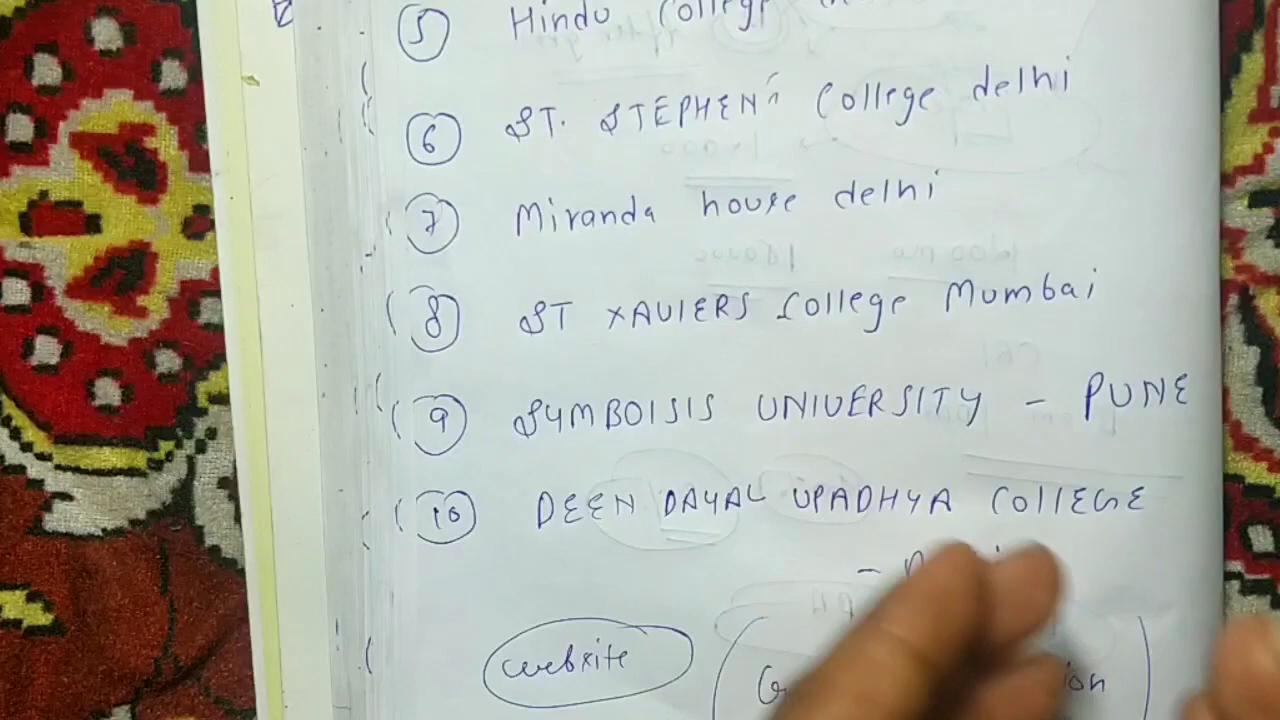 5 Hindu College
6 ST. STEPHEN's College delhi
7 Miranda house delhi
8 ST XAVIERS College Mumbai
9 SYMBOISIS UNIVERSITY - PUNE
10 DEEN DAYAL UPADHYA COllEGE
website